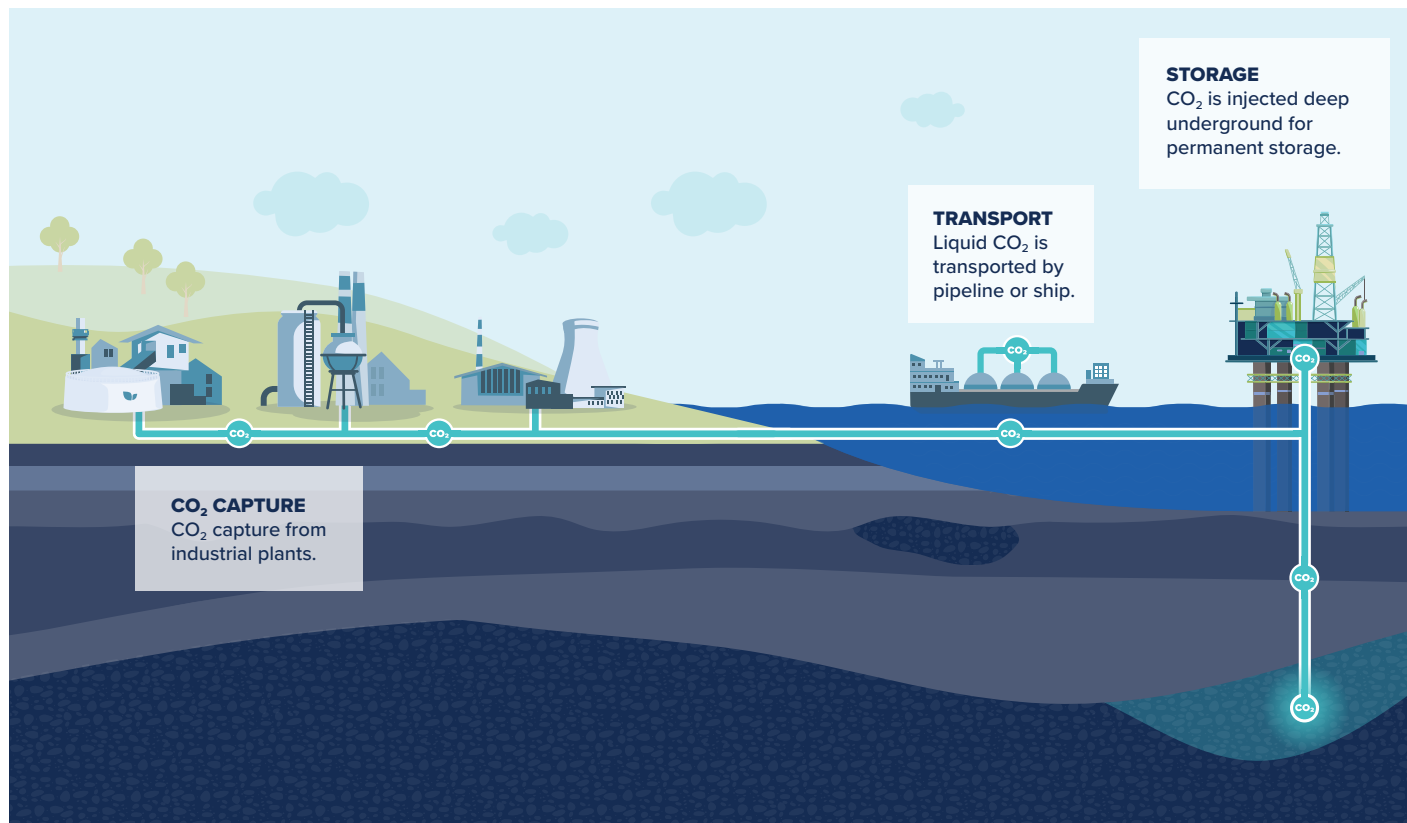 STORAGE
CO₂ is injected deep
underground for
permanent storage.
TRANSPORT
Liquid CO₂ is
transported by
pipeline or ship.
CO₂
CO₂
CO₂
CO₂
CO₂
CO₂ CAPTURE
CO₂ capture from
industrial plants.
CO₂
CO₂